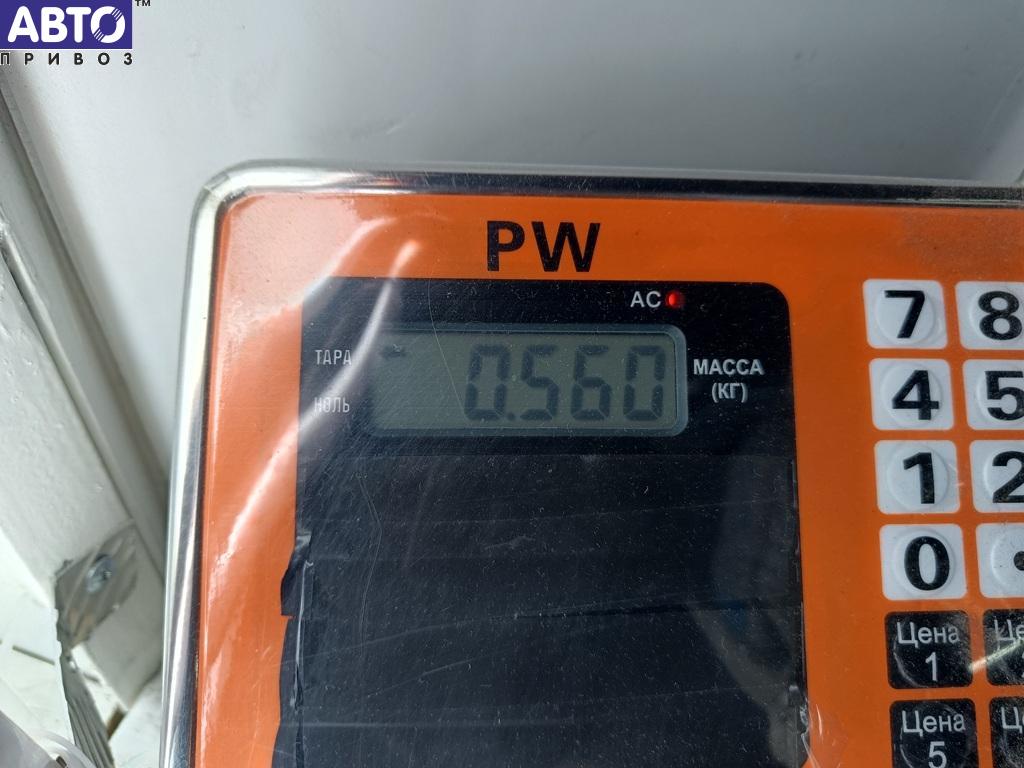 АВТО™
ПРИВОЗ
PW
AC
ТАРА
НОЛЬ
0.560
МАССА
(КГ)
7 8
4 5
1 2
0 .
Цена
1
Цена
5